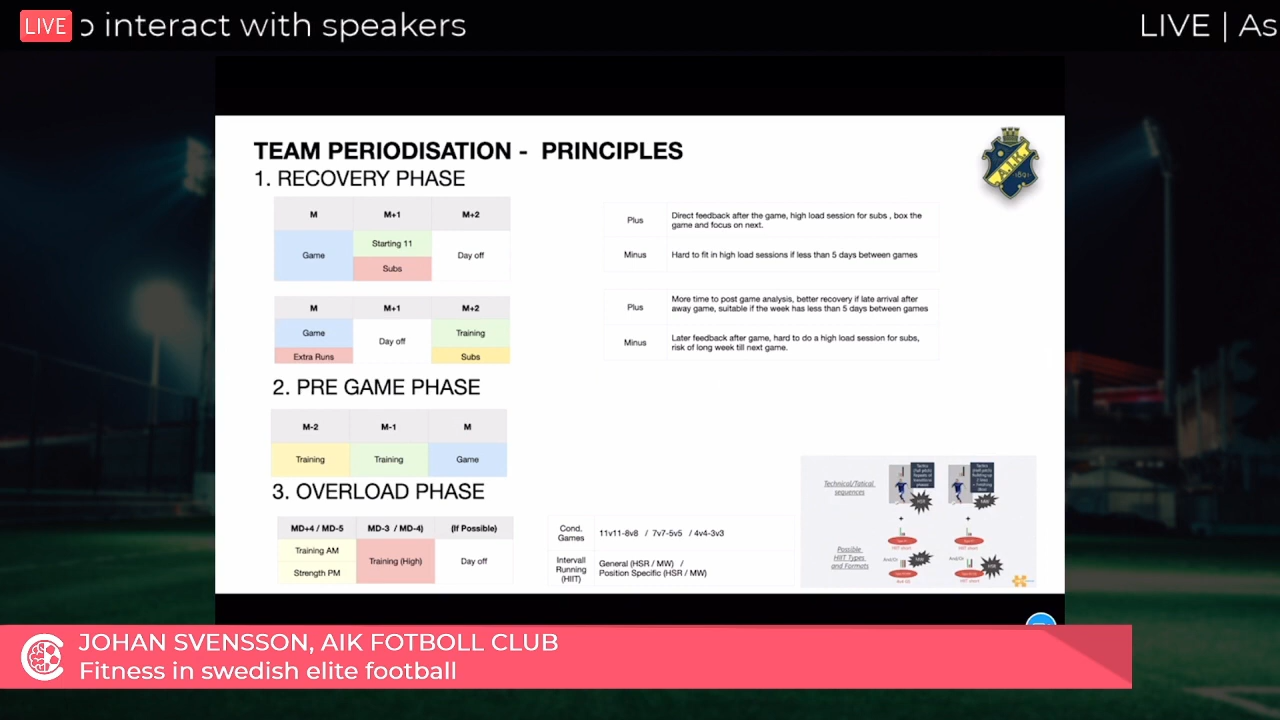 LIVE
o interact with speakers
LIVE | As
TEAM PERIODISATION - PRINCIPLES
1. RECOVERY PHASE
M M+1 M+2
Game
Starting 11
Subs
Day off
Plus
Direct feedback after the game, high load session for subs , box the
game and focus on next.
Minus
Hard to fit in high load sessions if less than 5 days between games
M M+1 M+2
Game
Extra Runs
Day off
Training
Subs
Plus
More time to post game analysis, better recovery if late arrival after
away game, suitable if the week has less than 5 days between games
Minus
Later feedback after game, hard to do a high load session for subs,
risk of long week till next game.
2. PRE GAME PHASE
M-2 M-1 M
Training Training Game
3. OVERLOAD PHASE
MD+4 / MD-5 MD-3 / MD-4) (If Possible)
Training AM
Strength PM
Training (High)
Day off
Cond.
Games
11v11-8v8 / 7v7-5v5 / 4v4-3v3
Intervall
Running
(HIIT)
General (HSR / MW) /
Position Specific (HSR / MW)
Technical/Tatical
sequences
Possible
HIIT Types
and Formats
A.I.K.
1891
JOHAN SVENSSON, AIK FOTBOLL CLUB
Fitness in swedish elite football